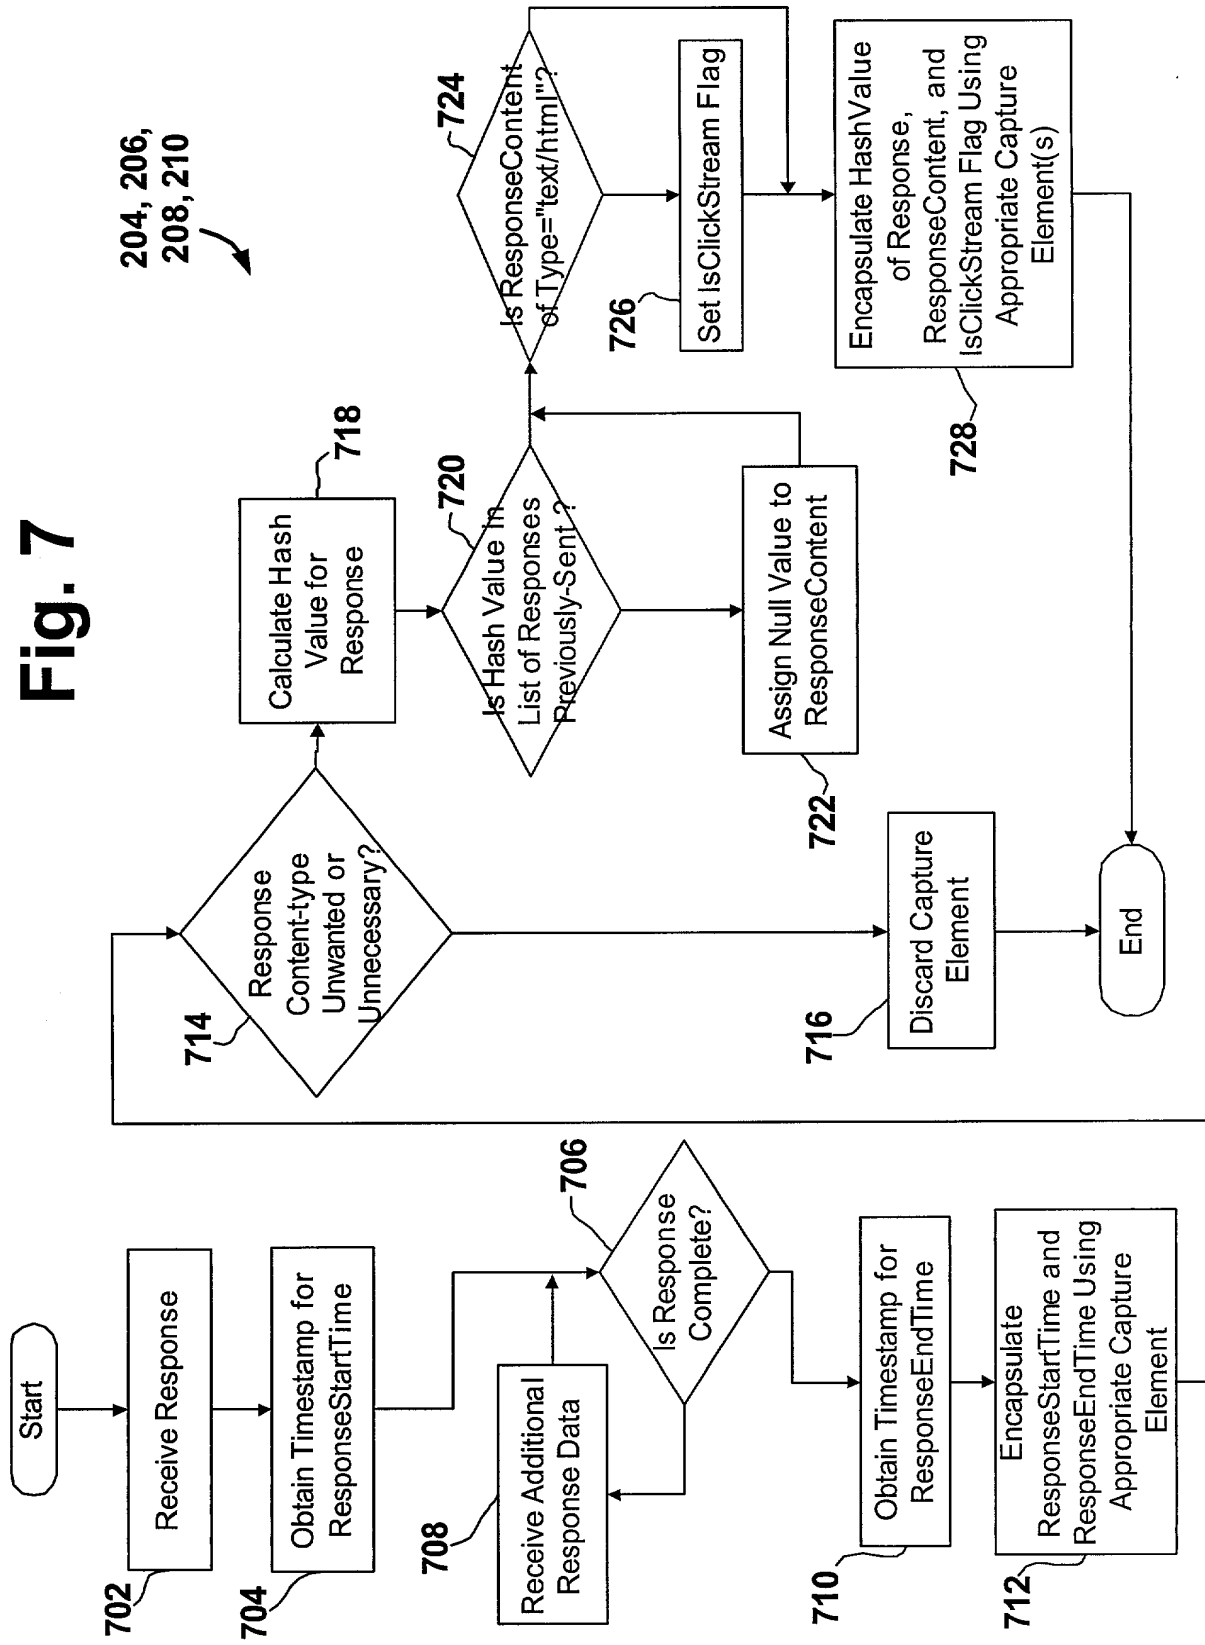 Fig. 7
204, 206,
208, 210
Start
Receive Response
702
Obtain Timestamp for
ResponseStartTime
704
Is Response
Complete?
706
Receive Additional
Response Data
708
Obtain Timestamp for
ResponseEndTime
710
Encapsulate
ResponseStartTime and
ResponseEndTime Using
Appropriate Capture
Element
712
Response
Content-type
Unwanted or
Unnecessary?
714
Discard Capture
Element
716
Calculate Hash
Value for
Response
718
Is Hash Value in
List of Responses
Previously-Sent ?
720
Assign Null Value to
ResponseContent
722
Is ResponseContent
of Type="text/html"?
724
Set IsClickStream Flag
726
Encapsulate HashValue
of Response,
ResponseContent, and
IsClickStream Flag Using
Appropriate Capture
Element(s)
728
End